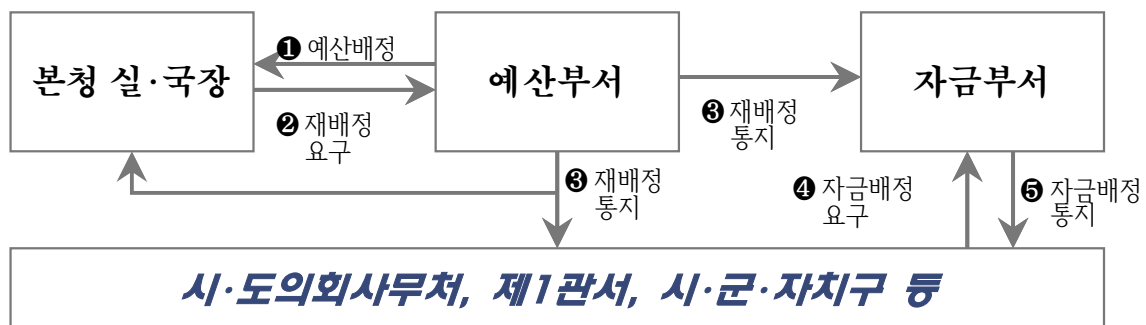 본청 실·국장
❶ 예산배정
❷ 재배정
요구
예산부서
❸ 재배정
통지
자금부서
❸ 재배정
통지
❹ 자금배정
요구
❺ 자금배정
통지
시·도의회사무처, 제1관서, 시·군·자치구 등